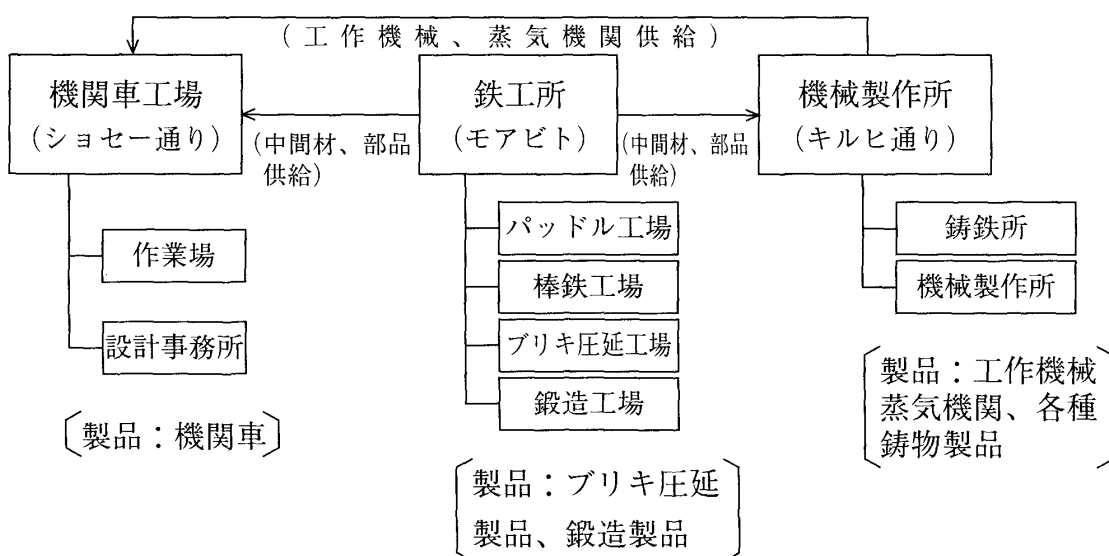 (工作機械、蒸気機関供給)
機関車工場
(ショセー通り)
鉄工所
(モアビト)
機械製作所
(キルヒ通り)
(中間材、部品
供給)
(中間材、部品
供給)
作業場
設計事務所
〔製品:機関車〕
パッドル工場
棒鉄工場
ブリキ圧延工場
鍛造工場
製品:ブリキ圧延
製品、鍛造製品
鋳鉄所
機械製作所
製品:工作機械
蒸気機関、各種
鋳物製品